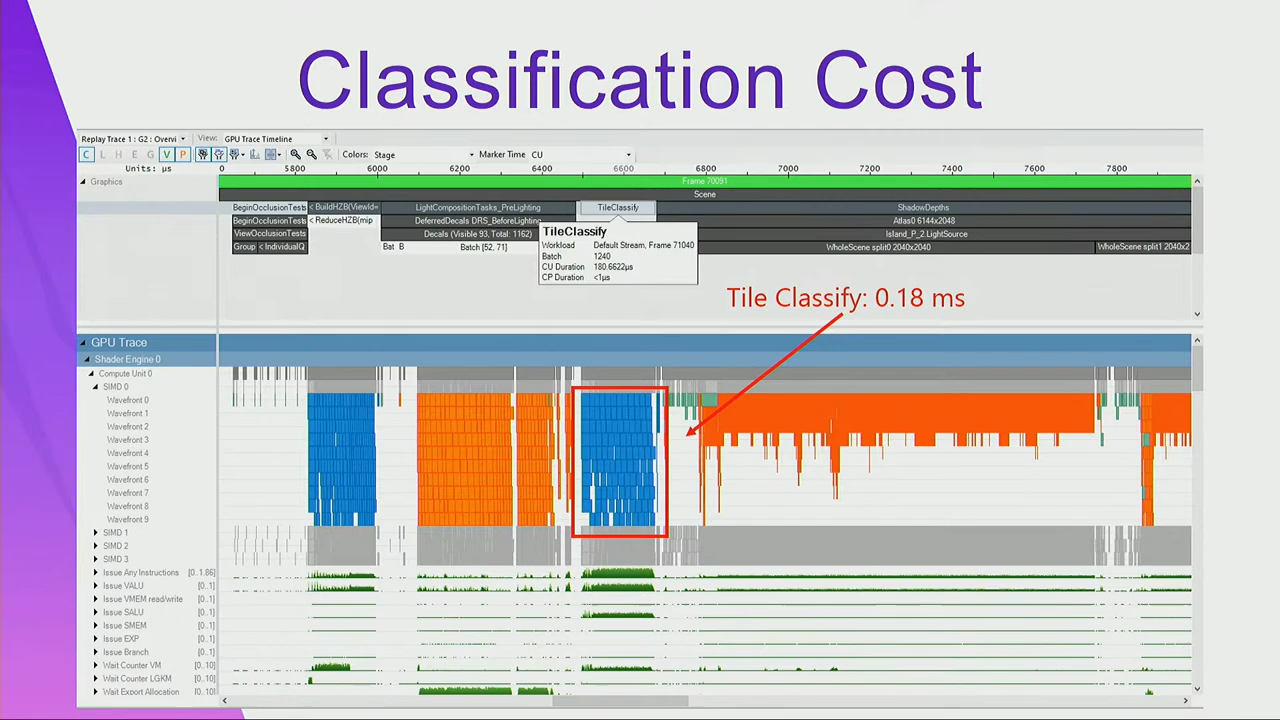 Classification Cost
Replay Trace 1 : G2 : Overvi View: GPU Trace Timeline
C L H E G V P Colors: Stage Marker Time CU
Units: µs 0 5800 6000 6200 6400 6600 6800 7000 7200 7400 7600 7800
Graphics Frame 70091
Scene
BeginOcclusionTests < BuildHZB(ViewId= LightCompositionTasks_PreLighting TileClassify ShadowDepths
BeginOcclusionTests < ReduceHZB(mip DeferredDecals DRS_BeforeLighting Atlas0 6144x2048
ViewOcclusionTests Decals (Visible 93, Total: 1162) Island_P_2.LightSource
Group < IndividualQ Bat B Batch [52, 71] WholeScene split0 2040x2040 WholeScene split1 2040x2
TileClassify
Workload Default Stream, Frame 71040
Batch 1240
CU Duration 180.6622µs
CP Duration <1µs
Tile Classify: 0.18 ms
GPU Trace
Shader Engine 0
Compute Unit 0
SIMD 0
Wavefront 0
Wavefront 1
Wavefront 2
Wavefront 3
Wavefront 4
Wavefront 5
Wavefront 6
Wavefront 7
Wavefront 8
Wavefront 9
SIMD 1
SIMD 2
SIMD 3
Issue Any Instructions [0..1.86]
Issue VALU [0..1]
Issue VMEM read/write [0..1]
Issue SALU [0..1]
Issue SMEM [0..1]
Issue EXP [0..1]
Issue Branch [0..1]
Wait Counter VM [0..10]
Wait Counter LGKM [0..10]
Wait Export Allocation [0..10]